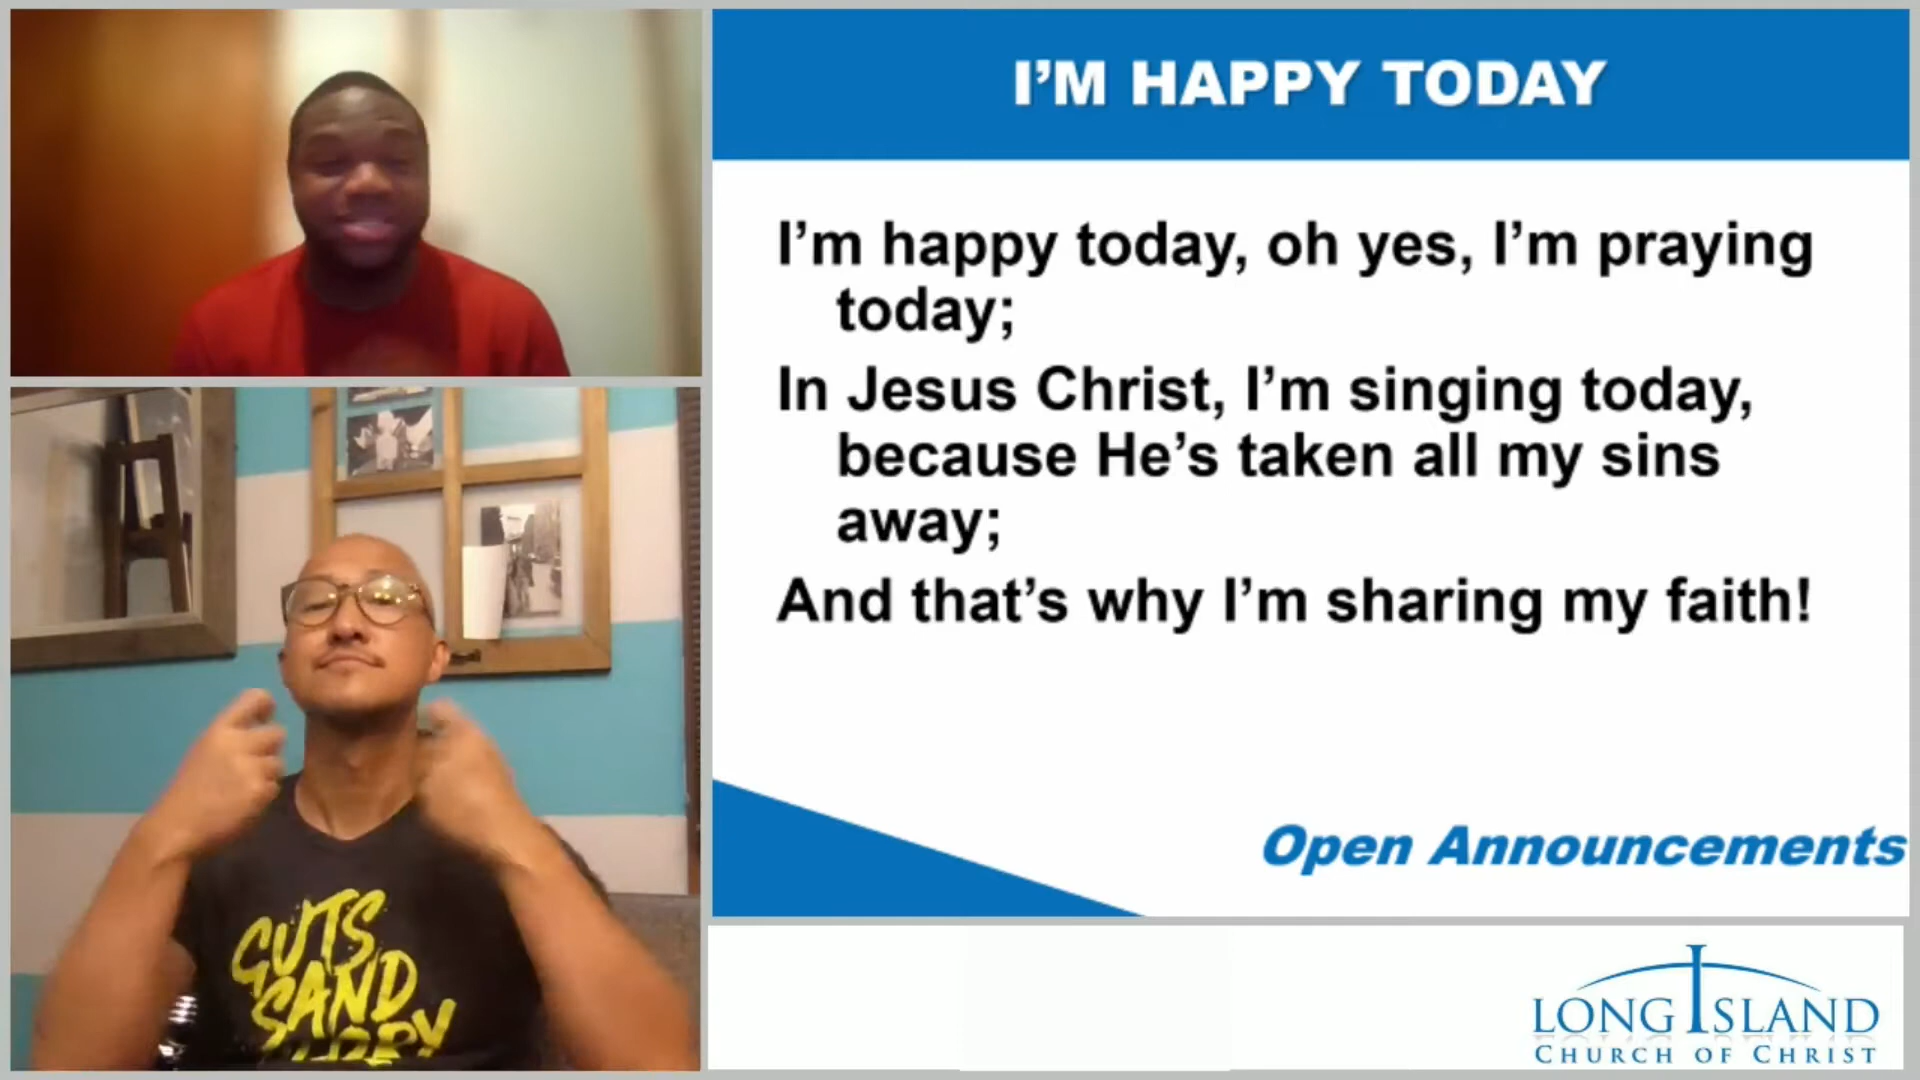 I'M HAPPY TODAY
I'm happy today, oh yes, I'm praying
today;
In Jesus Christ, I'm singing today,
because He's taken all my sins
away;
And that's why I'm sharing my faith!
Open Announcements
GUTS
AND
LONG ISLAND
CHURCH OF CHRIST